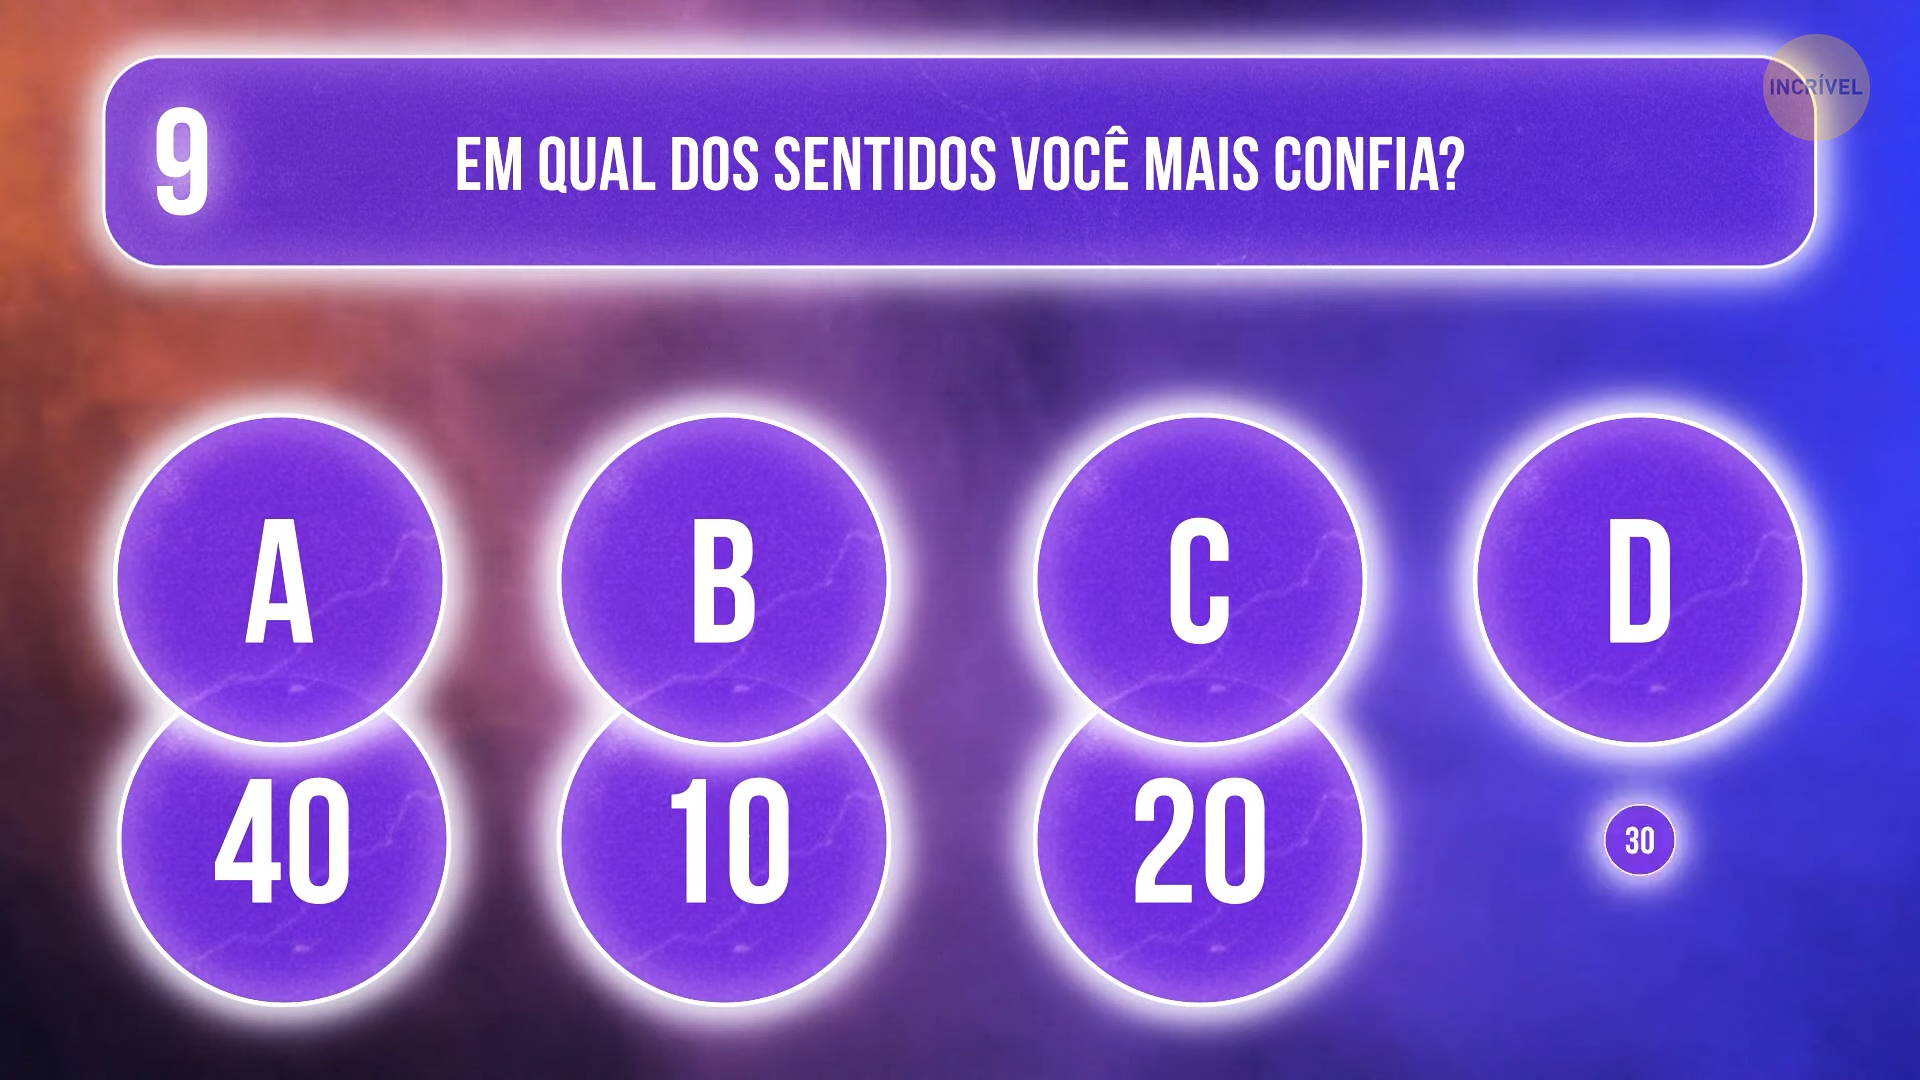 INCRÍVEL
9
EM QUAL DOS SENTIDOS VOCÊ MAIS CONFIA?
A
B
C
D
40
10
20
30